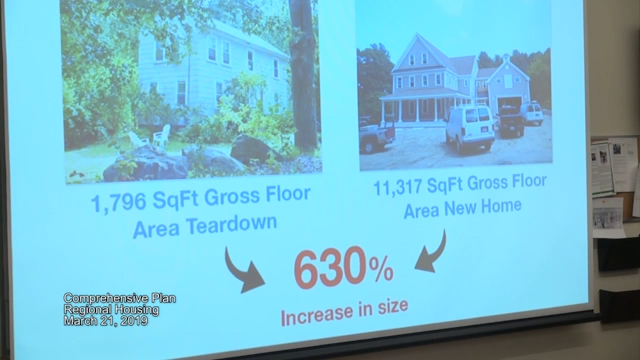 1,796 SqFt Gross Floor
Area Teardown
11,317 SqFt Gross Floor
Area New Home
630%
Increase in size
Comprehensive Plan
Regional Housing
March 21, 2019